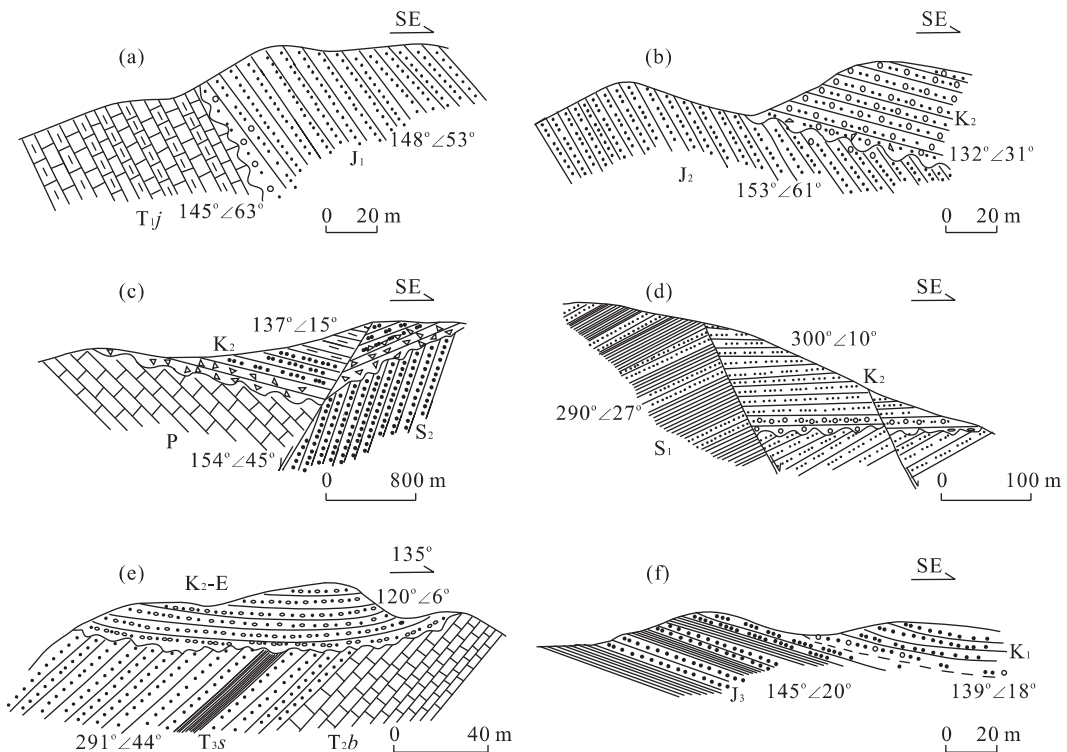 SE
(a)
148°∠53°
J₁
T₁j
145°∠63°
0 20 m
SE
(b)
K₂
132°∠31°
J₂
153°∠61°
0 20 m
SE
(c)
137°∠15°
K₂
P
S₂
154°∠45°
0 800 m
SE
(d)
300°∠10°
K₂
290°∠27°
S₁
0 100 m
135°
(e)
K₂-E
120°∠6°
291°∠44°
T₃s
T₂b
0 40 m
SE
(f)
K₁
J₃
145°∠20°
139°∠18°
0 20 m